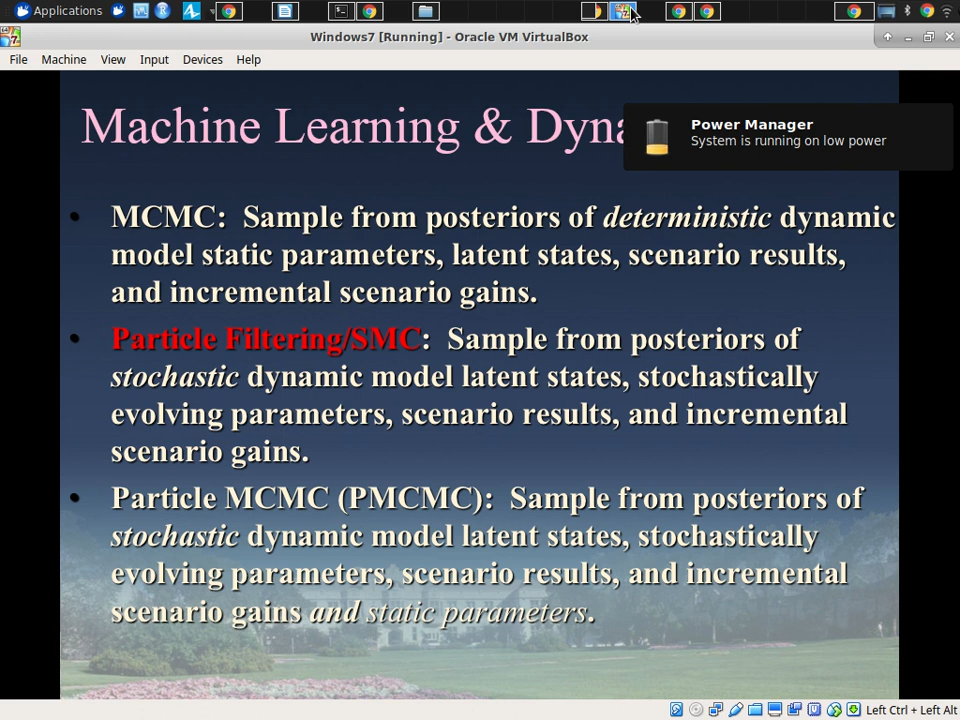 Applications
Windows7 [Running] - Oracle VM VirtualBox
File Machine View Input Devices Help
Machine Learning & Dyna
Power Manager
System is running on low power
• MCMC: Sample from posteriors of deterministic dynamic
model static parameters, latent states, scenario results,
and incremental scenario gains.
• Particle Filtering/SMC: Sample from posteriors of
stochastic dynamic model latent states, stochastically
evolving parameters, scenario results, and incremental
scenario gains.
• Particle MCMC (PMCMC): Sample from posteriors of
stochastic dynamic model latent states, stochastically
evolving parameters, scenario results, and incremental
scenario gains and static parameters.
Left Ctrl + Left Alt